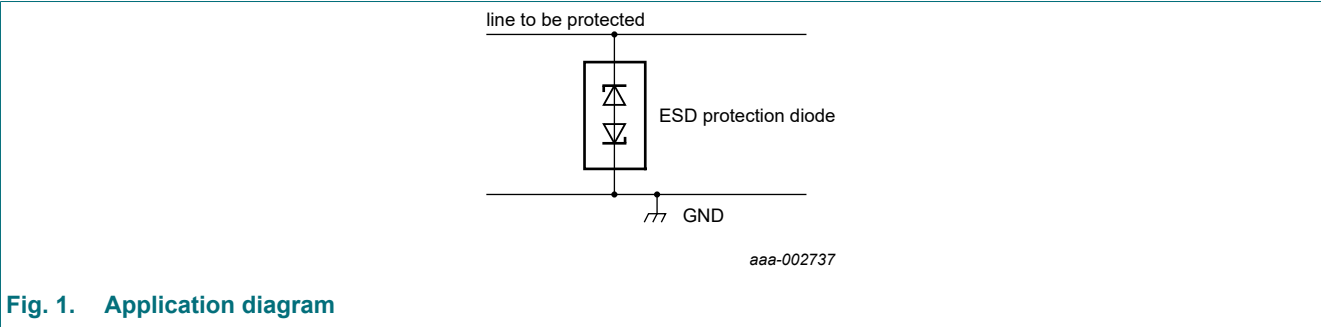 line to be protected
ESD protection diode
GND
aaa-002737
Fig. 1. Application diagram